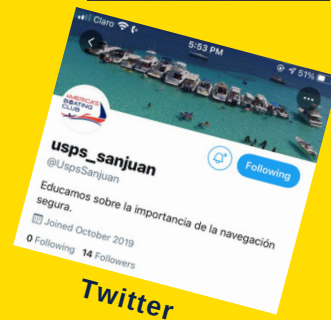 Claro
5:53 PM
51%
AMERICA'S
BOATING
CLUB
usps_sanjuan
@UspsSanjuan
Following
Educamos sobre la importancia de la navegación
segura.
Joined October 2019
0 Following 14 Followers
Twitter